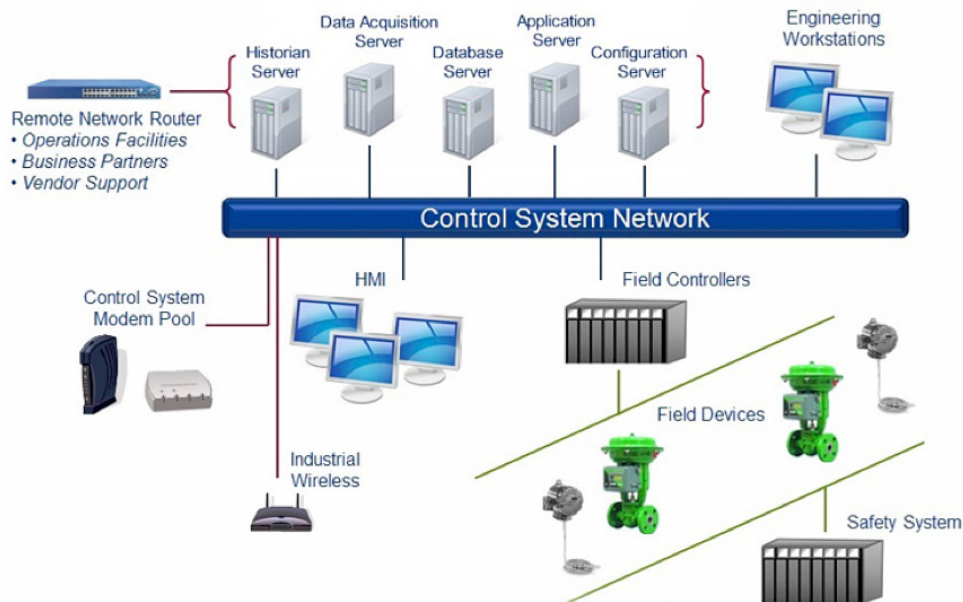 Historian
Server
Data Acquisition
Server
Database
Server
Application
Server
Configuration
Server
Engineering
Workstations
Remote Network Router
• Operations Facilities
• Business Partners
• Vendor Support
Control System Network
Control System
Modem Pool
HMI
Field Controllers
Field Devices
Industrial
Wireless
Safety System